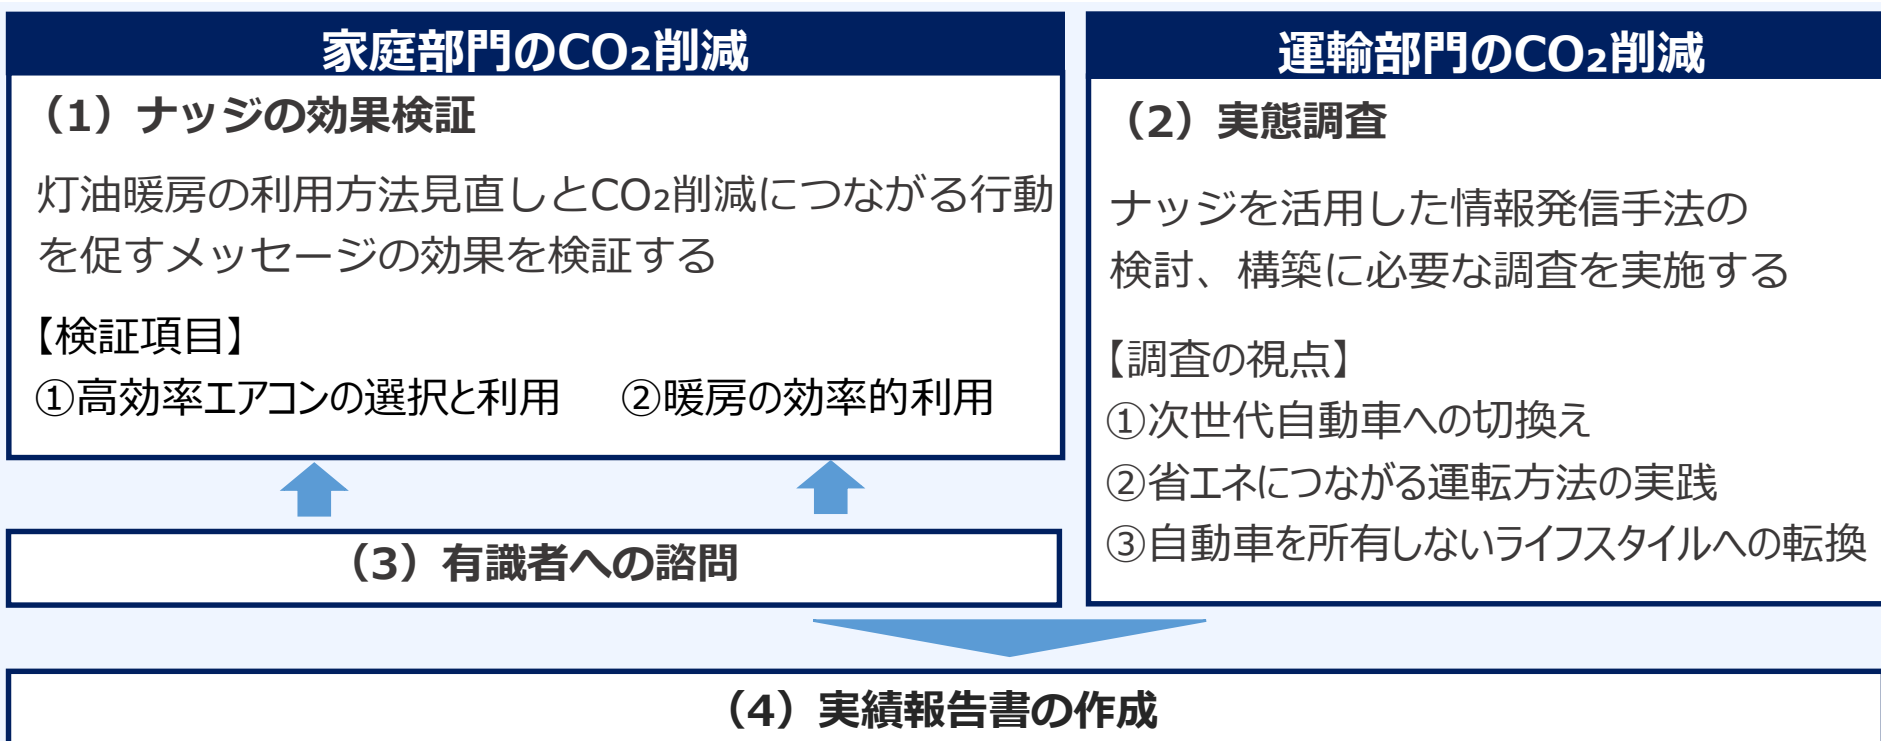 家庭部門のCO₂削減
（1）ナッジの効果検証
灯油暖房の利用方法見直しとCO₂削減につながる行動
を促すメッセージの効果を検証する
【検証項目】
①高効率エアコンの選択と利用　②暖房の効率的利用
（3）有識者への諮問
運輸部門のCO₂削減
（2）実態調査
ナッジを活用した情報発信手法の
検討、構築に必要な調査を実施する
【調査の視点】
①次世代自動車への切換え
②省エネにつながる運転方法の実践
③自動車を所有しないライフスタイルへの転換
（4）実績報告書の作成